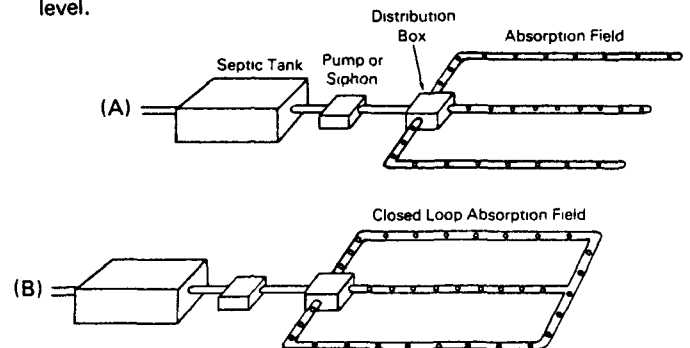 level.
Distribution
Box
Absorption Field
Septic Tank
Pump or
Siphon
(A)
Closed Loop Absorption Field
(B)